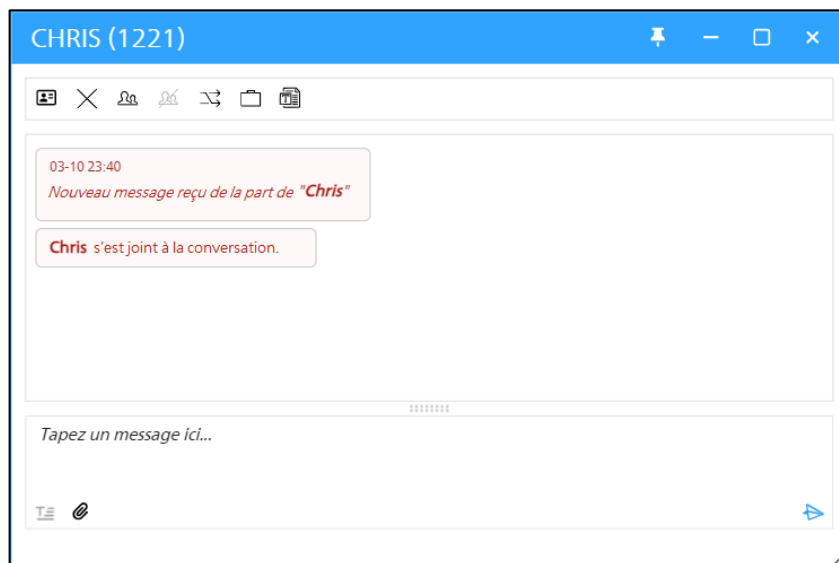 CHRIS (1221)
03-10 23:40
Nouveau message reçu de la part de "Chris"
Chris s'est joint à la conversation.
Tapez un message ici...